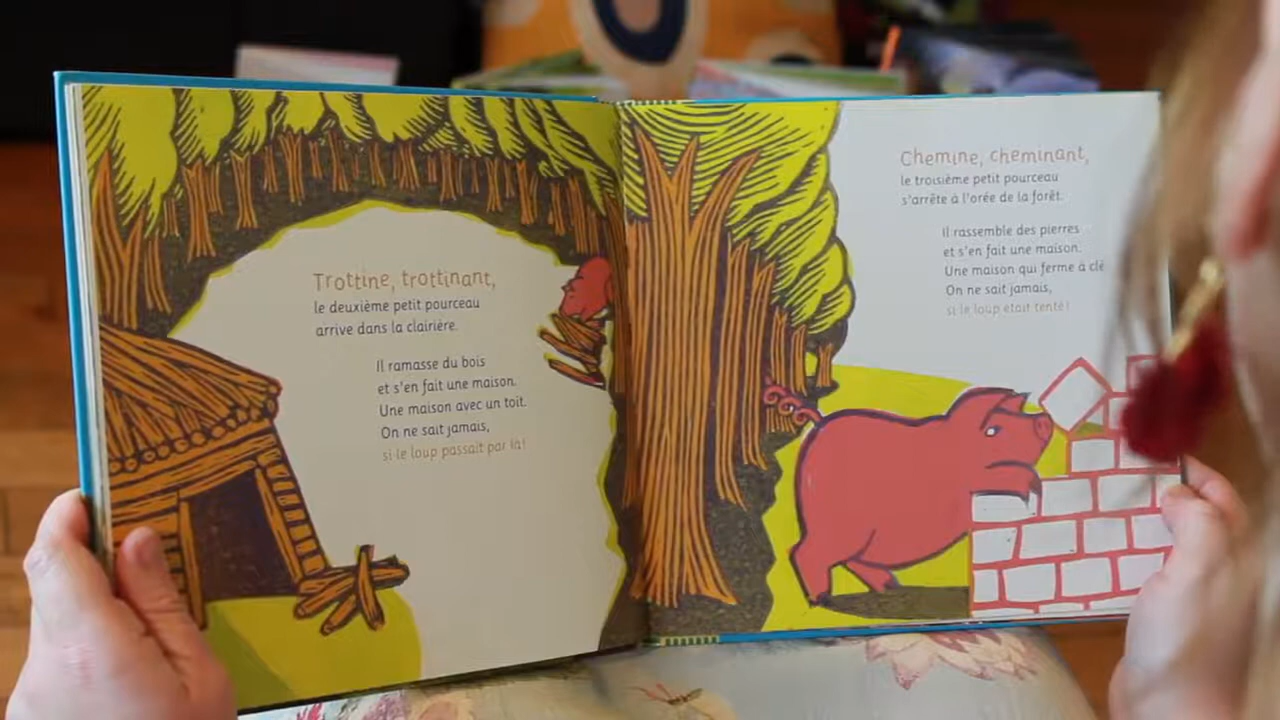 Trottine, trottinant,
le deuxième petit pourceau
arrive dans la clairière.
Il ramasse du bois
et s'en fait une maison.
Une maison avec un toit.
On ne sait jamais,
si le loup passait par là!
Chemine, cheminant,
le troisième petit pourceau
s'arrête à l'orée de la forêt.
Il rassemble des pierres
et s'en fait une maison.
Une maison qui ferme à clé
On ne sait jamais,
si le loup était tenté!